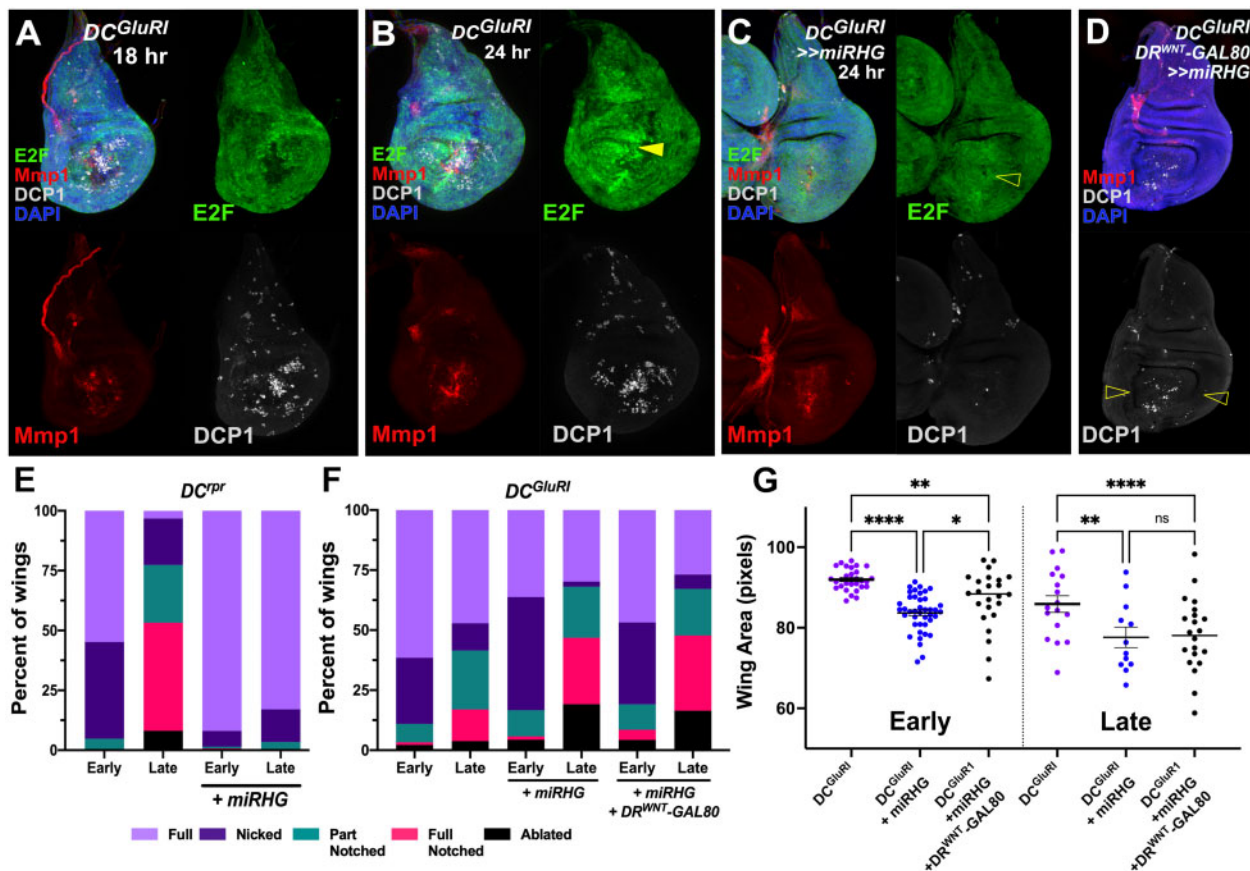 A
DC^GluRI
18 hr
E2F
Mmp1
DCP1
DAPI
E2F
Mmp1
DCP1
B
DC^GluRI
24 hr
E2F
Mmp1
DCP1
DAPI
E2F
Mmp1
DCP1
C
DC^GluRI
>>miRHG
24 hr
E2F
Mmp1
DCP1
DAPI
E2F
Mmp1
DCP1
D
DC^GluRI
DR^WNT-GAL80
>>miRHG
Mmp1
DCP1
DAPI
DCP1
E
DC^rpr
Percent of wings
100
75
50
25
0
Early Late Early Late
+ miRHG
F
DC^GluRI
Percent of wings
100
75
50
25
0
Early Late Early Late Early Late
+ miRHG
+ miRHG
+ DR^WNT-GAL80
Full
Nicked
Part
Notched
Full
Notched
Ablated
G
Wing Area (pixels)
100
80
60
**
****
*
****
**
ns
Early
Late
DC^GluRI
DC^GluRI
+ miRHG
DC^GluR1
+miRHG
+DR^WNT-GAL80
DC^GluRI
DC^GluRI
+ miRHG
DC^GluR1
+miRHG
+DR^WNT-GAL80